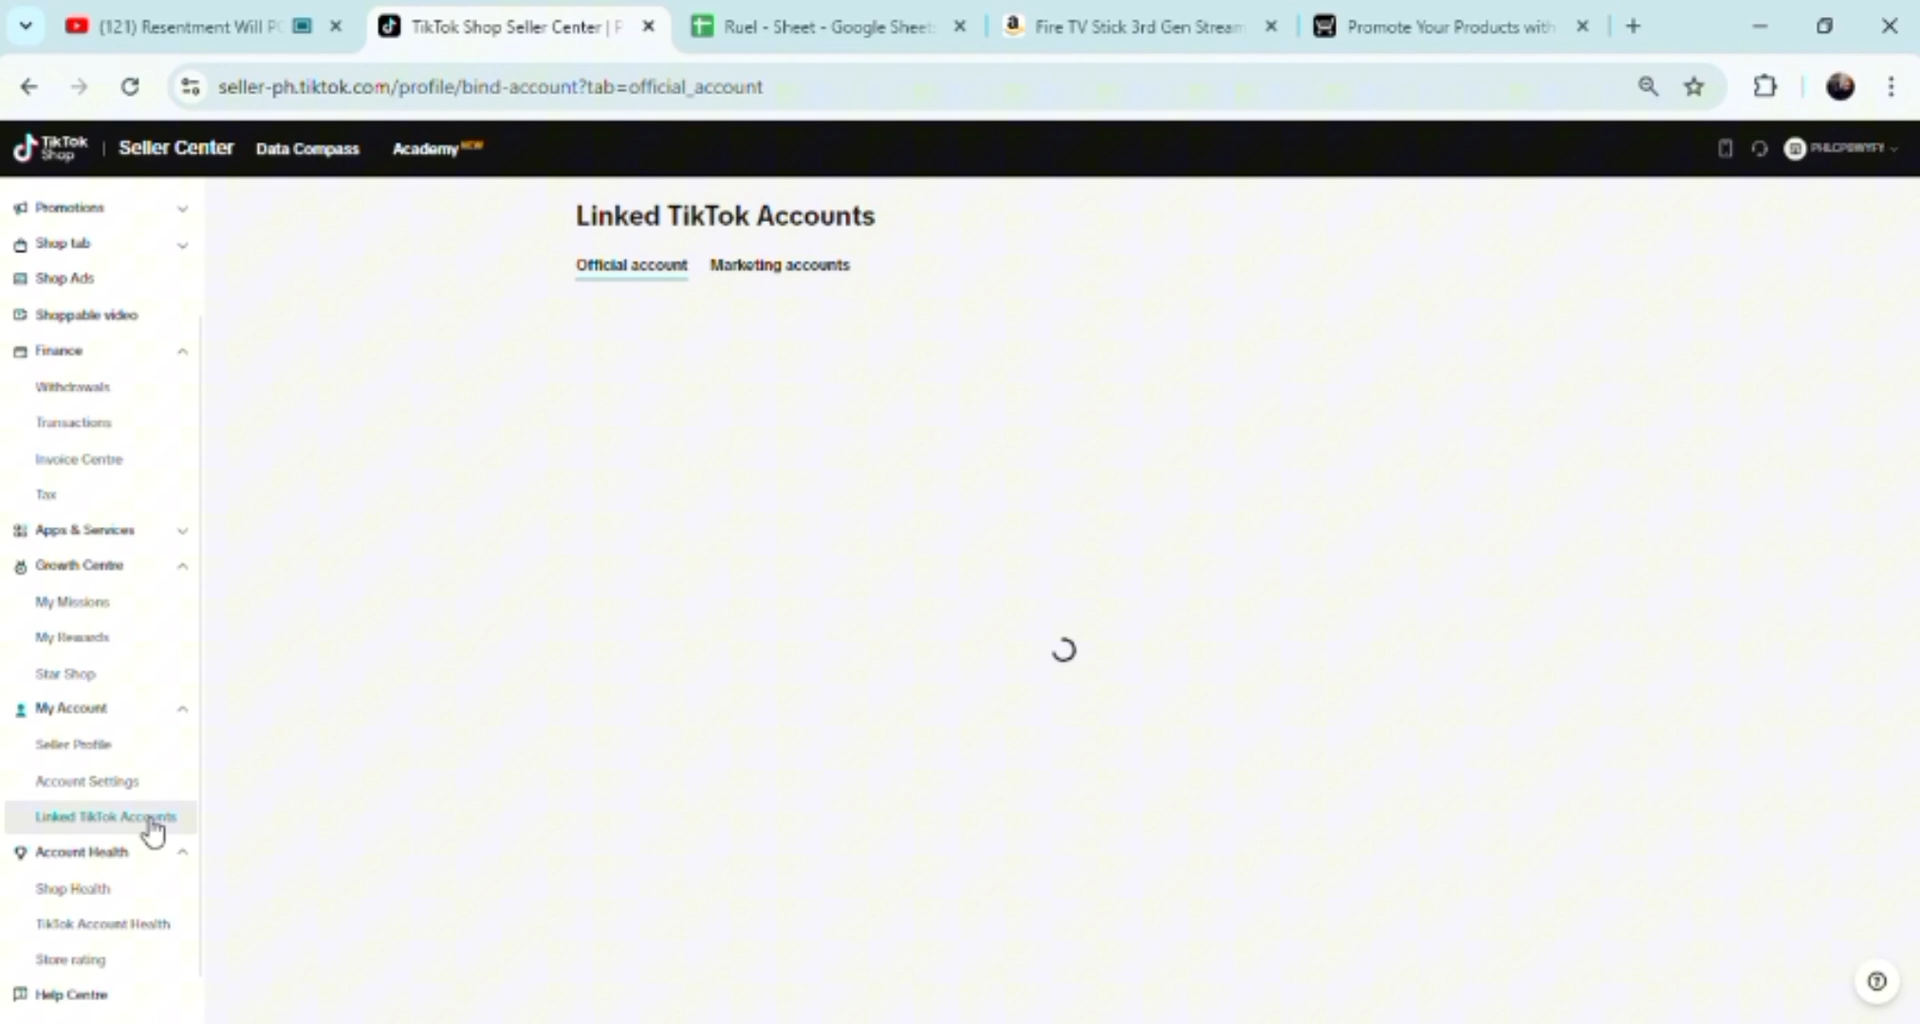 (121) Resentment Will P
TikTok Shop Seller Center | P
Ruel - Sheet - Google Sheet
Fire TV Stick 3rd Gen Stream
Promote Your Products with
seller-ph.tiktok.com/profile/bind-account?tab=official_account
TikTok
Shop
Seller Center
Data Compass
Academy NEW
Promotions
Shop tab
Shop Ads
Shoppable video
Finance
Withdrawals
Transactions
Invoice Centre
Tax
Apps & Services
Growth Centre
My Missions
My Rewards
Star Shop
My Account
Seller Profile
Account Settings
Linked TikTok Accounts
Account Health
Shop Health
TikTok Account Health
Store rating
Help Centre
Linked TikTok Accounts
Official account
Marketing accounts